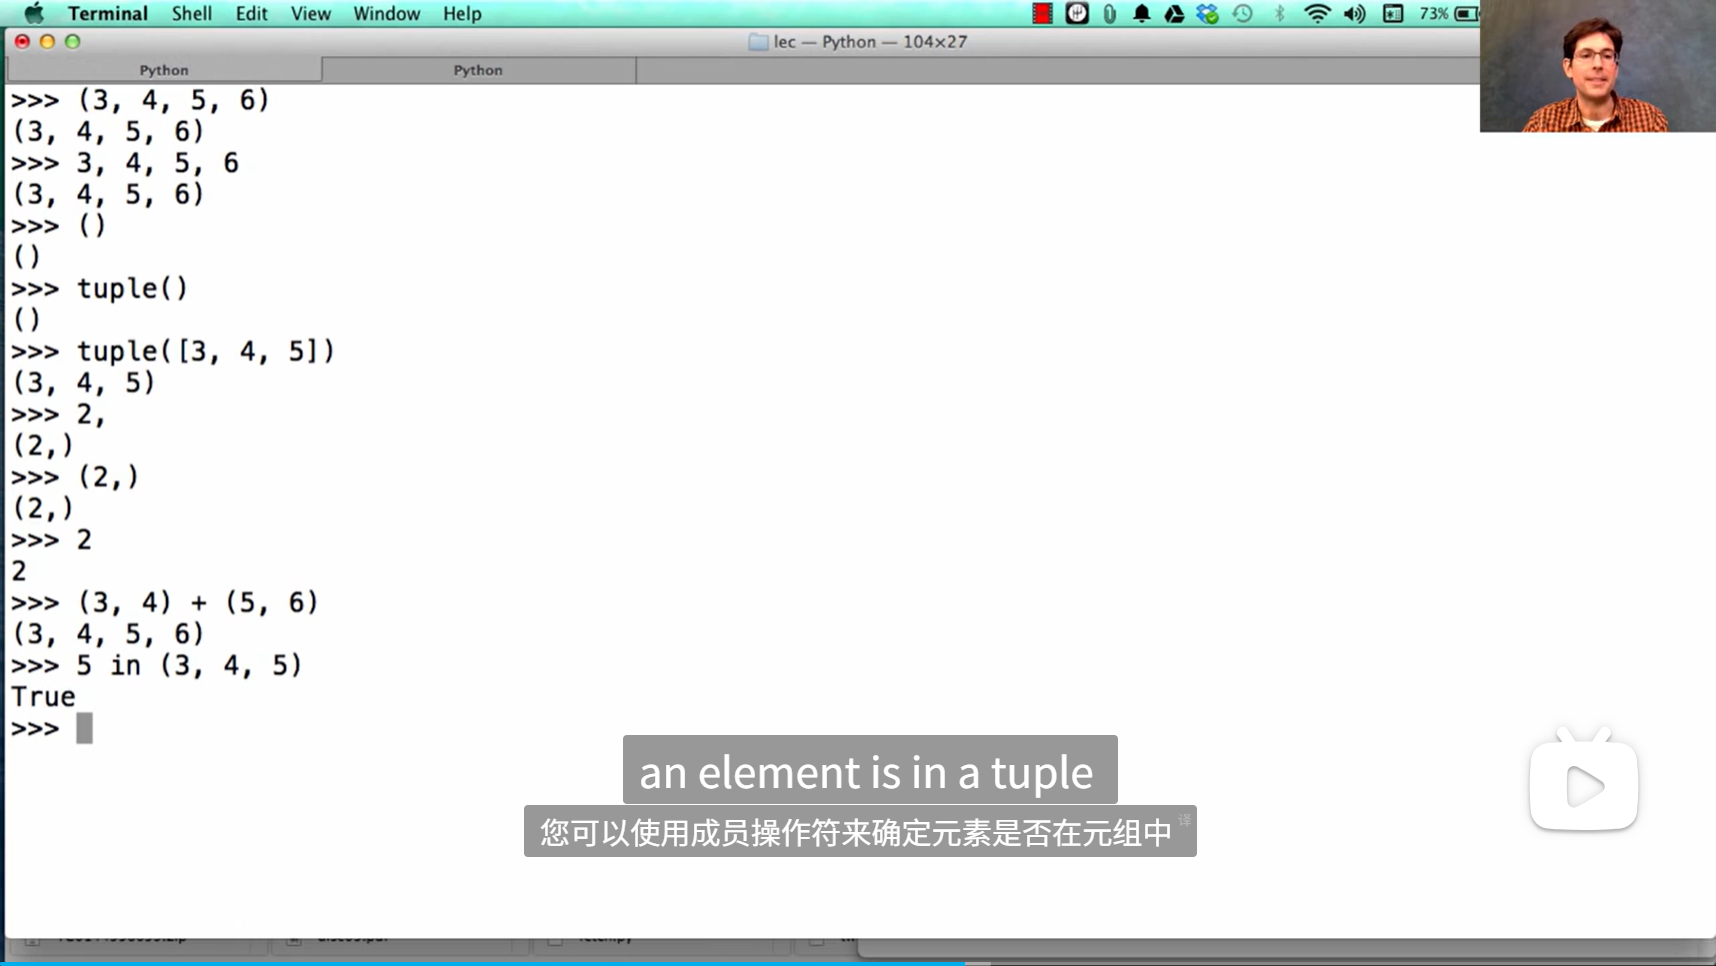 Terminal Shell Edit View Window Help 73%
lec — Python — 104×27
Python Python
>>> (3, 4, 5, 6)
(3, 4, 5, 6)
>>> 3, 4, 5, 6
(3, 4, 5, 6)
>>> ()
()
>>> tuple()
()
>>> tuple([3, 4, 5])
(3, 4, 5)
>>> 2,
(2,)
>>> (2,)
(2,)
>>> 2
2
>>> (3, 4) + (5, 6)
(3, 4, 5, 6)
>>> 5 in (3, 4, 5)
True
>>>
an element is in a tuple
您可以使用成员操作符来确定元素是否在元组中 译